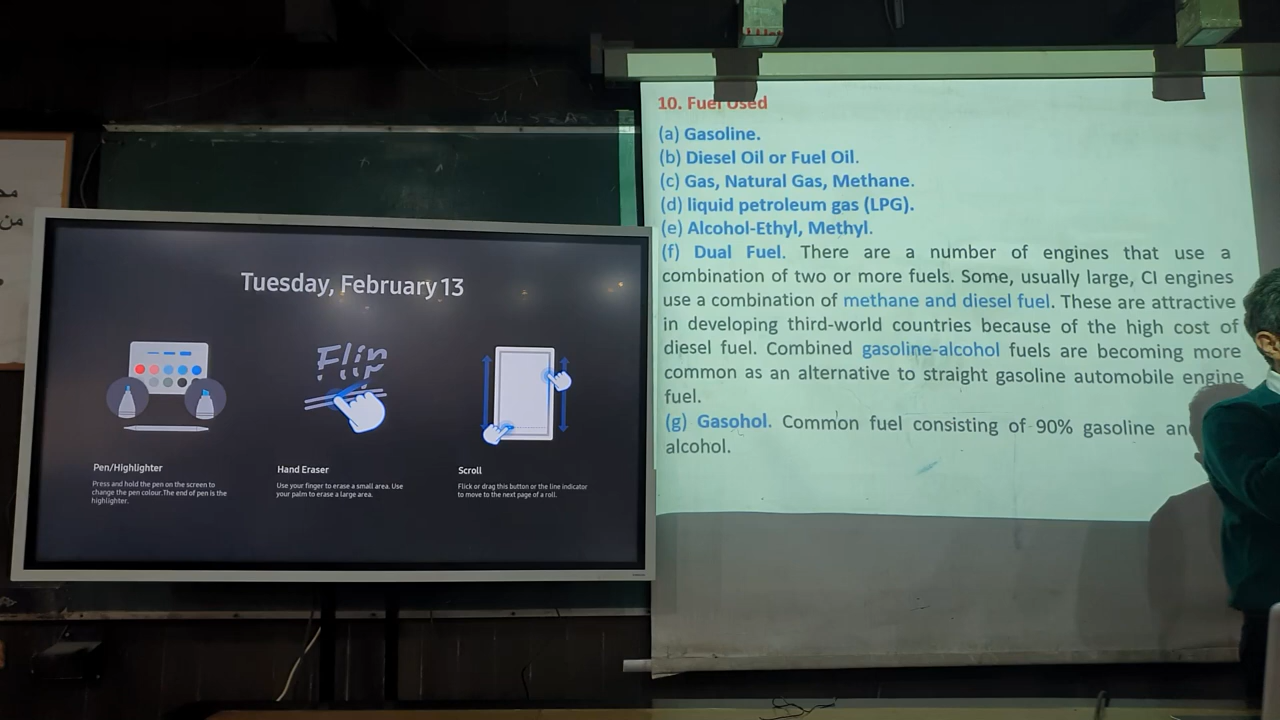 Tuesday, February 13
Flip
Pen/Highlighter
Press and hold the pen on the screen to
change the pen colour.The end of pen is the
highlighter.
Hand Eraser
Use your finger to erase a small area. Use
your palm to erase a large area.
Scroll
Flick or drag this button or the line indicator
to move to the next page of a roll.
10. Fuel Used
(a) Gasoline.
(b) Diesel Oil or Fuel Oil.
(c) Gas, Natural Gas, Methane.
(d) liquid petroleum gas (LPG).
(e) Alcohol-Ethyl, Methyl.
(f) Dual Fuel. There are a number of engines that use a
combination of two or more fuels. Some, usually large, CI engines
use a combination of methane and diesel fuel. These are attractive
in developing third-world countries because of the high cost of
diesel fuel. Combined gasoline-alcohol fuels are becoming more
common as an alternative to straight gasoline automobile engine
fuel.
(g) Gasohol. Common fuel consisting of 90% gasoline an
alcohol.
من